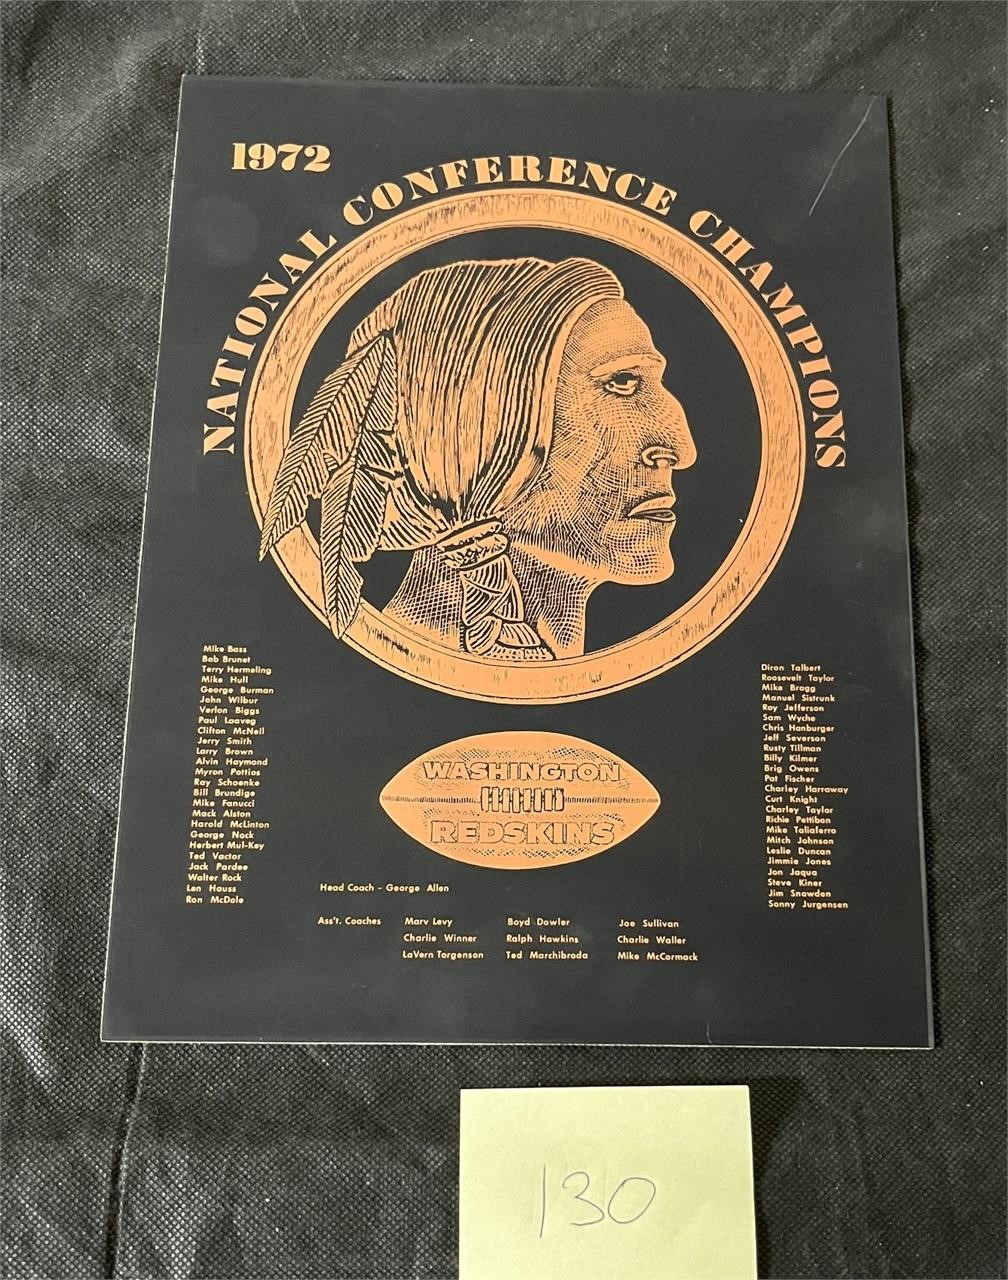 1972
NATIONAL CONFERENCE CHAMPIONS
Mike Bass
Bob Brunet
Terry Hermeling
Mike Hull
George Burman
John Wilbur
Verlon Biggs
Paul Laaveg
Clifton McNeil
Jerry Smith
Larry Brown
Alvin Haymond
Myron Pottios
Ray Schoenke
Bill Brundige
Mike Fanucci
Mack Alston
Harold McLinton
George Nock
Herbert Mul-Key
Ted Vactor
Jack Pardee
Walter Rock
Len Hauss
Ron McDole
Diron Talbert
Roosevelt Taylor
Mike Bragg
Manuel Sistrunk
Roy Jefferson
Sam Wyche
Chris Hanburger
Jeff Severson
Rusty Tillman
Billy Kilmer
Brig Owens
Pat Fischer
Charley Harraway
Curt Knight
Charley Taylor
Richie Pettibon
Mike Taliaferro
Mitch Johnson
Leslie Duncan
Jimmie Jones
Jon Jaqua
Steve Kiner
Jim Snowden
Sonny Jurgensen
WASHINGTON
REDSKINS
Head Coach - George Allen
Ass't. Coaches Marv Levy Boyd Dowler Joe Sullivan
Charlie Winner Ralph Hawkins Charlie Waller
LaVern Torgenson Ted Marchibroda Mike McCormack
130